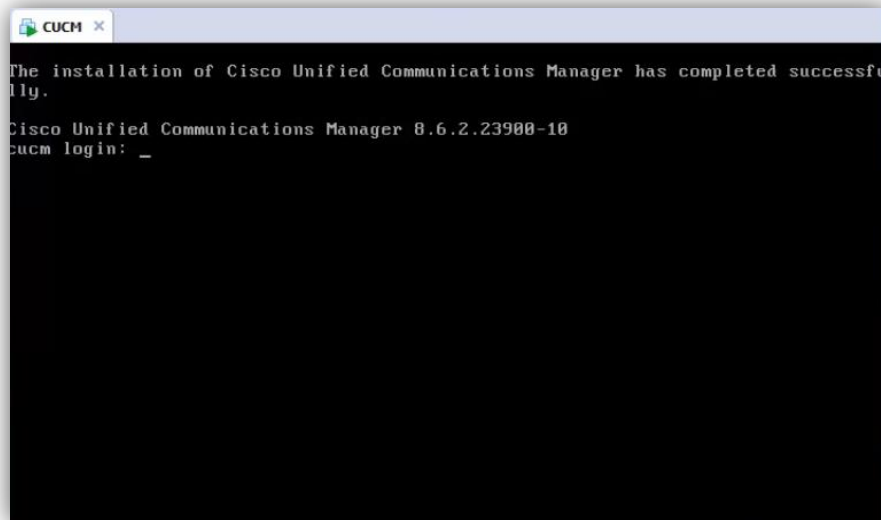 CUCM
The installation of Cisco Unified Communications Manager has completed successfu
lly.
Cisco Unified Communications Manager 8.6.2.23900-10
cucm login: _